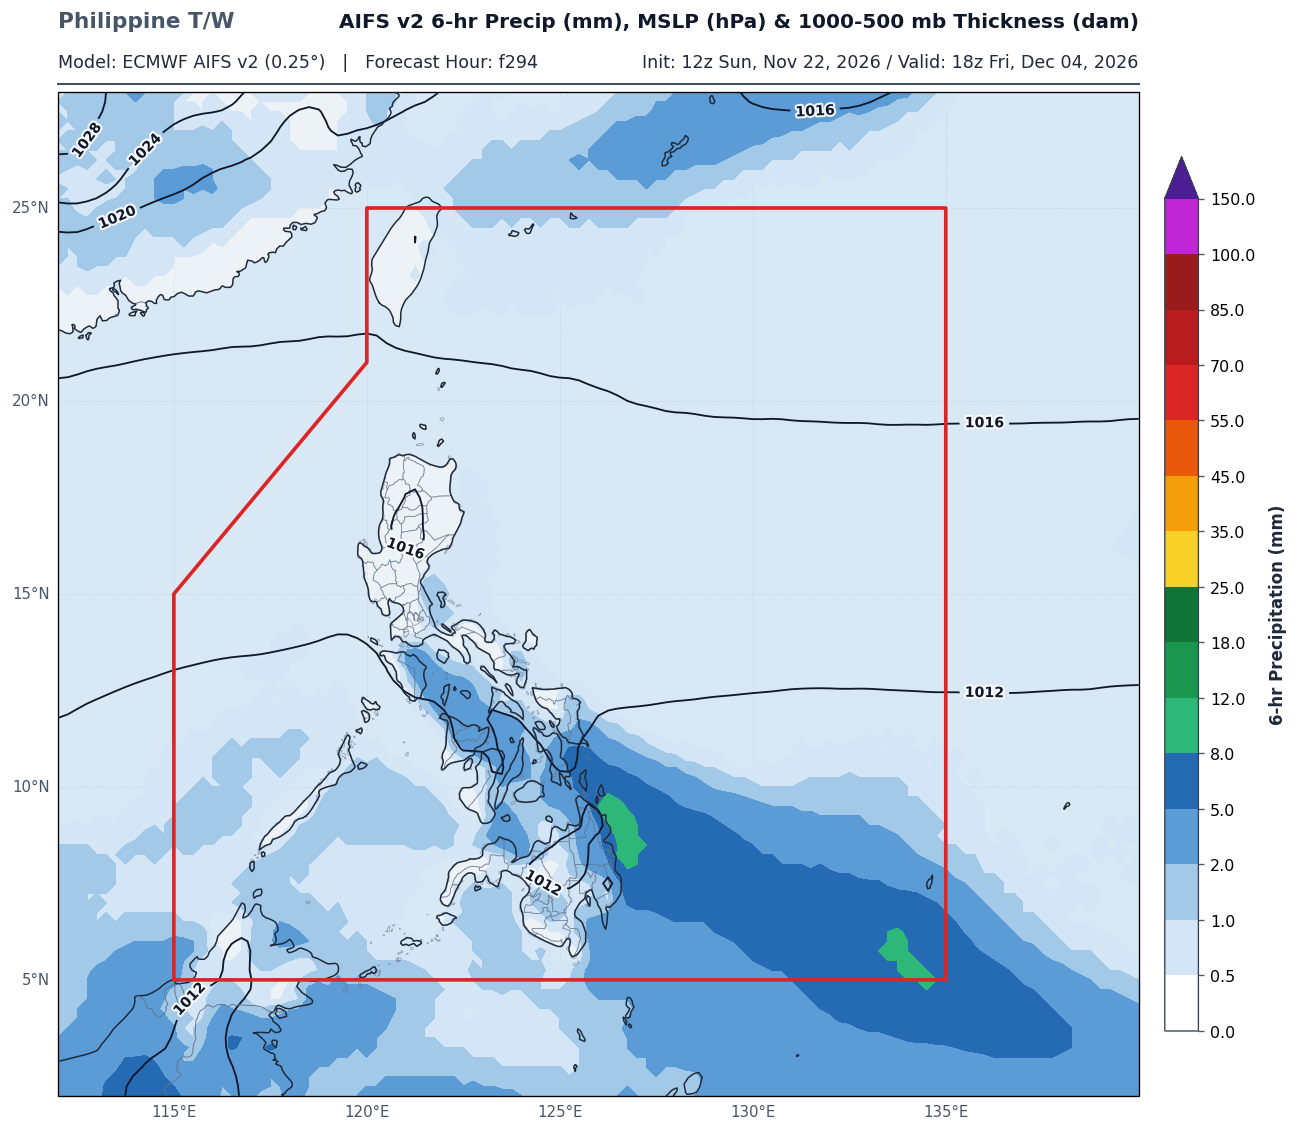 Philippine T/W
AIFS v2 6-hr Precip (mm), MSLP (hPa) & 1000-500 mb Thickness (dam)
Model: ECMWF AIFS v2 (0.25°) | Forecast Hour: f294
Init: 12z Sun, Nov 22, 2026 / Valid: 18z Fri, Dec 04, 2026
1028
1024
1020
1016
1016
1016
1012
1012
1012
25°N
20°N
15°N
10°N
5°N
115°E
120°E
125°E
130°E
135°E
150.0
100.0
85.0
70.0
55.0
45.0
35.0
25.0
18.0
12.0
8.0
5.0
2.0
1.0
0.5
0.0
6-hr Precipitation (mm)